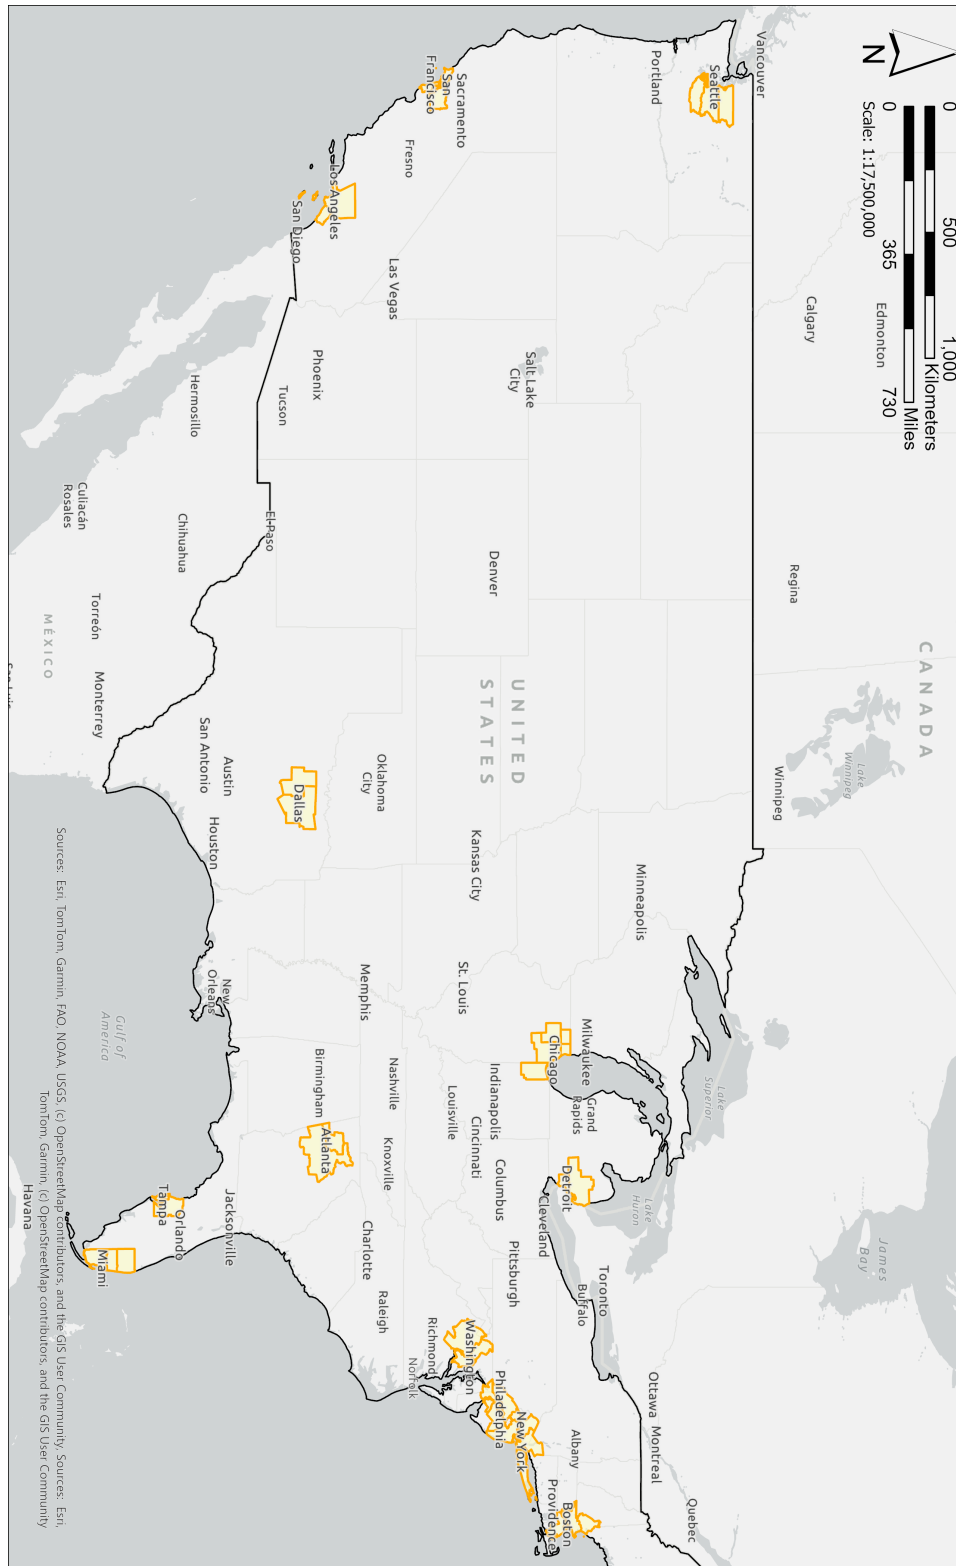 N
0
500
1,000
Kilometers
0
365
730
Miles
Scale: 1:17,500,000
Edmonton
Calgary
Regina
CANADA
Lake
Winnipeg
Winnipeg
James
Bay
Vancouver
Seattle
Portland
Minneapolis
Lake
Superior
Lake
Huron
Ottawa
Montreal
Quebec
Toronto
Buffalo
Albany
Boston
Providence
Milwaukee
Grand
Rapids
Detroit
Chicago
Cleveland
Salt Lake
City
Denver
UNITED
STATES
Kansas City
St. Louis
Indianapolis
Columbus
Pittsburgh
Philadelphia
New York
Washington
Cincinnati
Louisville
Richmond
Norfolk
Sacramento
San
Francisco
Fresno
Las Vegas
Los Angeles
San Diego
Phoenix
Tucson
El Paso
Oklahoma
City
Dallas
Memphis
Nashville
Knoxville
Charlotte
Raleigh
Birmingham
Atlanta
Austin
San Antonio
Houston
New
Orleans
Jacksonville
Orlando
Tampa
Miami
Hermosillo
Chihuahua
Culiacán
Rosales
Torreón
Monterrey
MÉXICO
Gulf of
America
Havana
Sources: Esri, TomTom, Garmin, FAO, NOAA, USGS, (c) OpenStreetMap contributors, and the GIS User Community, Sources: Esri,
TomTom, Garmin, (c) OpenStreetMap contributors, and the GIS User Community